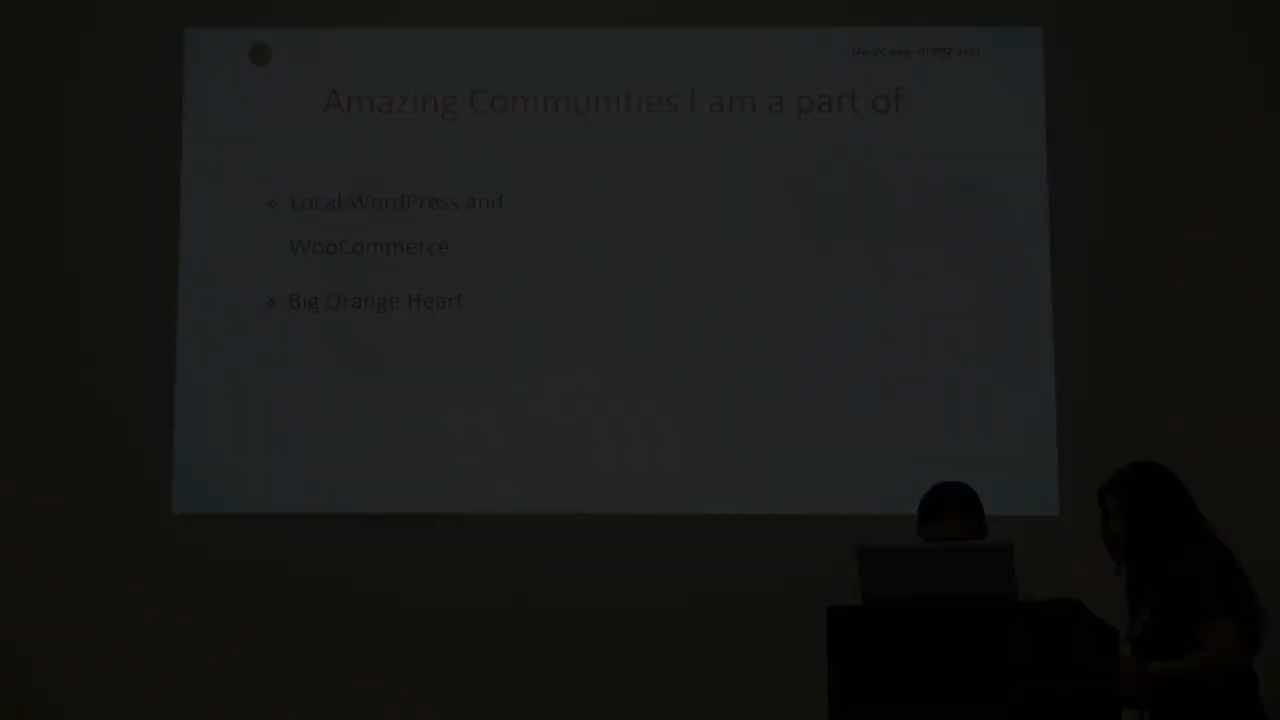 Amazing Communities I am a part of
Local WordPress and
WooCommerce
Big Orange Heart